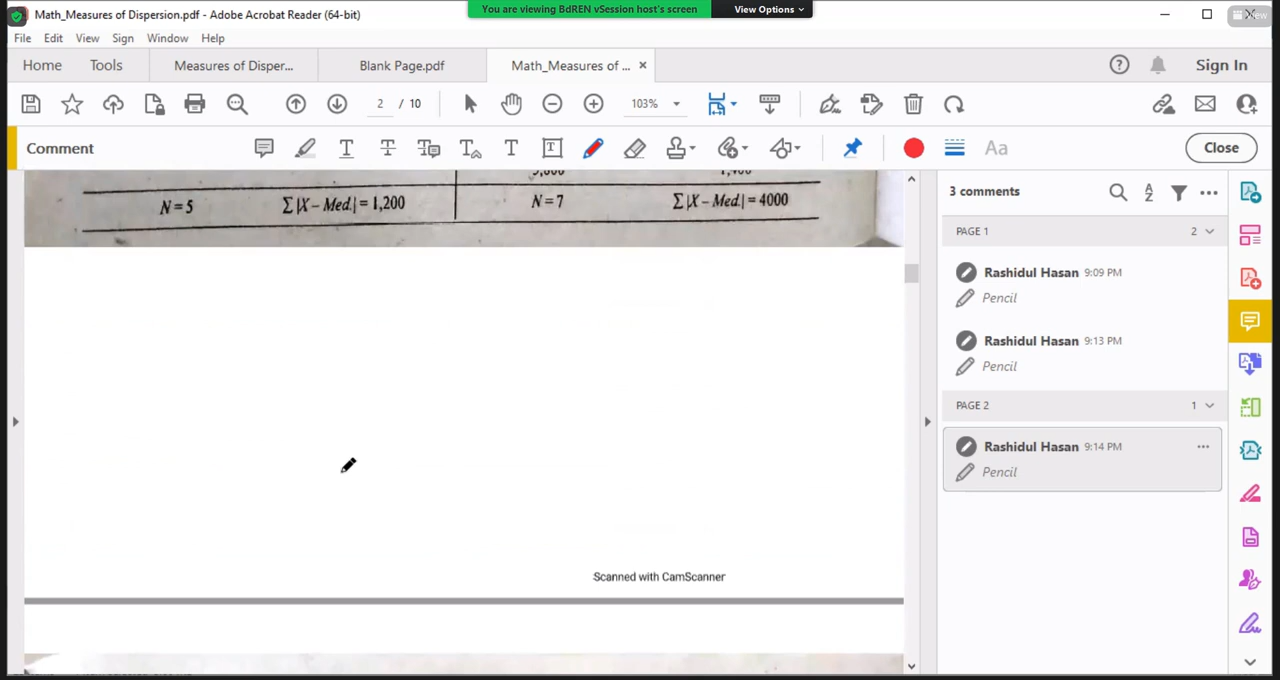 Math_Measures of Dispersion.pdf - Adobe Acrobat Reader (64-bit)
You are viewing BdREN vSession host's screen
View Options
View
File Edit View Sign Window Help
Home Tools Measures of Disper... Blank Page.pdf Math_Measures of ... × Sign In
2 / 10 103%
Comment Aa Close
N = 5 Σ |X – Med.| = 1,200 N = 7 Σ |X – Med.| = 4000
Scanned with CamScanner
3 comments
PAGE 1 2
Rashidul Hasan 9:09 PM
Pencil
Rashidul Hasan 9:13 PM
Pencil
PAGE 2 1
Rashidul Hasan 9:14 PM
Pencil